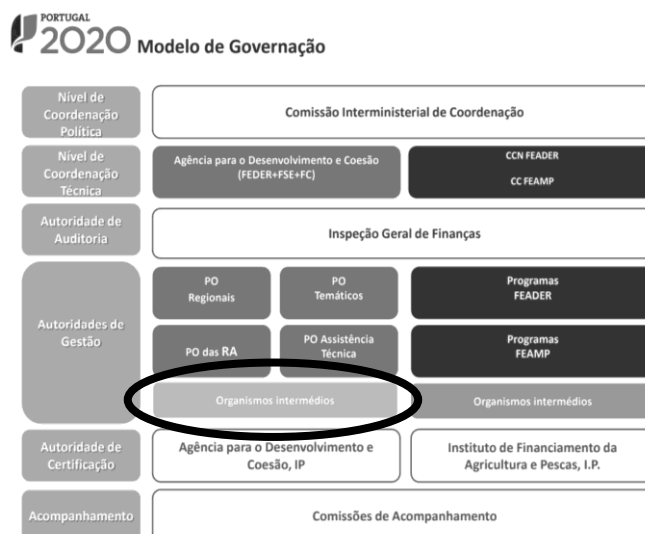 PORTUGAL
2020 Modelo de Governação
Nível de
Coordenação
Política
Comissão Interministerial de Coordenação
Nível de
Coordenação
Técnica
Agência para o Desenvolvimento e Coesão
(FEDER+FSE+FC)
CCN FEADER
CC FEAMP
Autoridade de
Auditoria
Inspeção Geral de Finanças
Autoridades de
Gestão
PO
Regionais
PO
Temáticos
Programas
FEADER
PO das RA
PO Assistência
Técnica
Programas
FEAMP
Organismos intermédios
Organismos intermédios
Autoridade de
Certificação
Agência para o Desenvolvimento e
Coesão, IP
Instituto de Financiamento da
Agricultura e Pescas, I.P.
Acompanhamento
Comissões de Acompanhamento